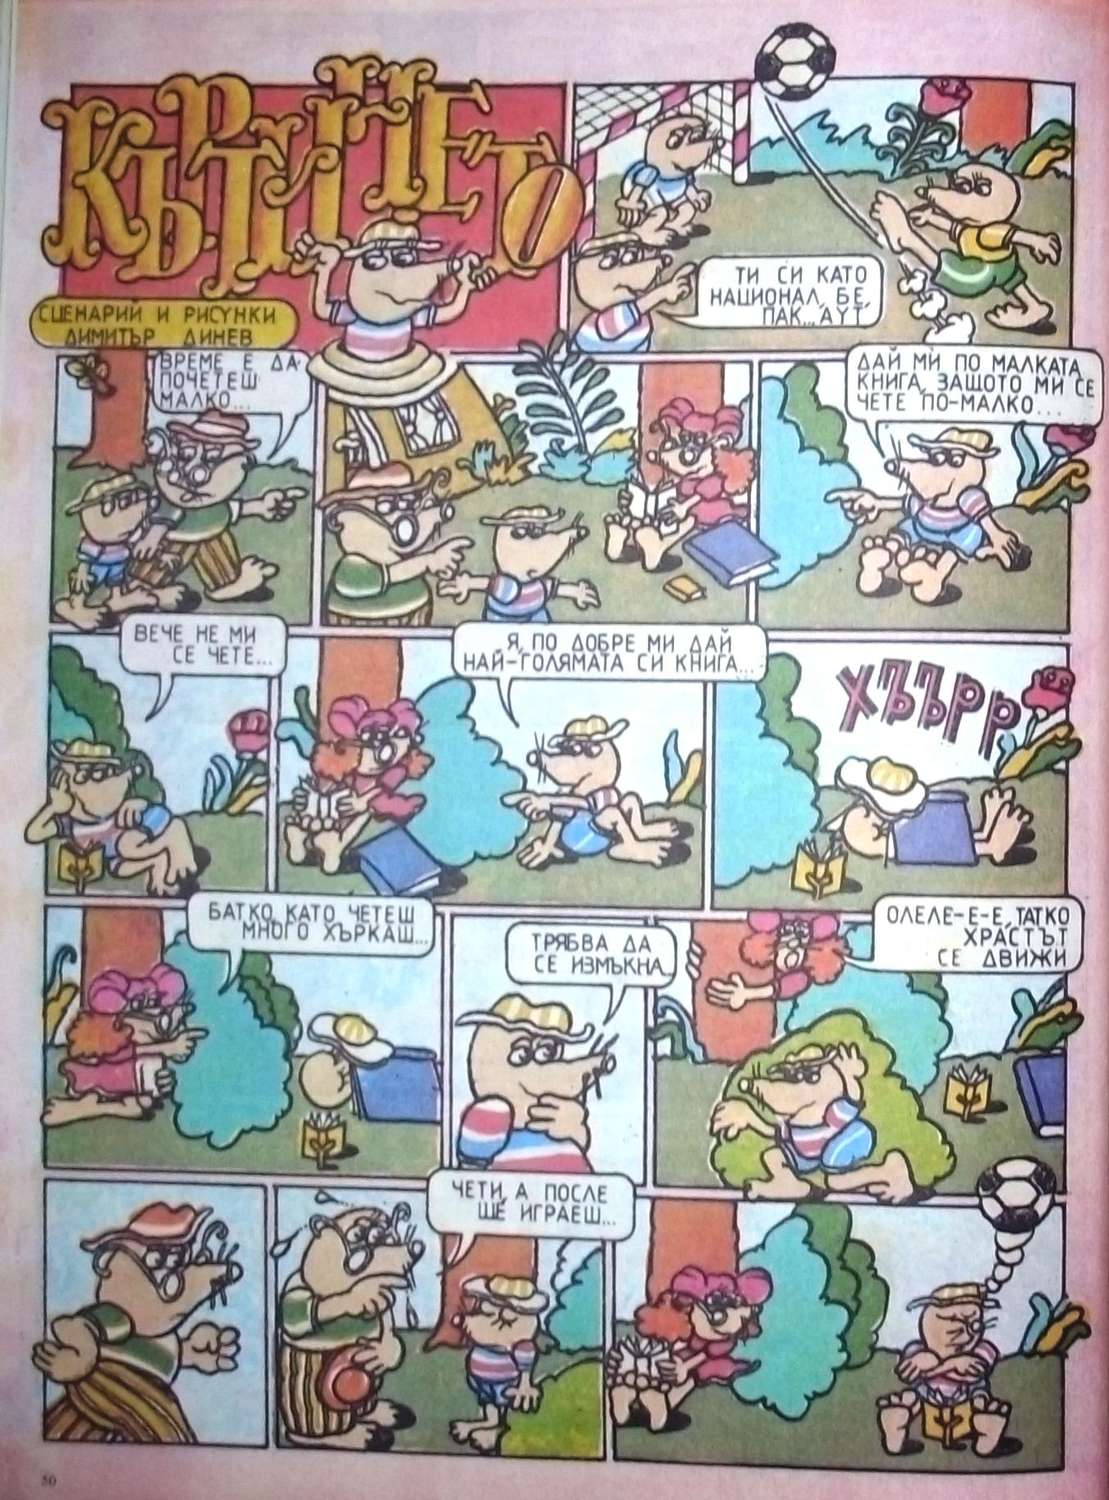 КЪРТИЧЕТО
СЦЕНАРИЙ И РИСУНКИ
ДИМИТЪР ДИНЕВ
ТИ СИ КАТО
НАЦИОНАЛ, БЕ,
ПАК... АУТ
ВРЕМЕ Е ДА
ПОЧЕТЕШ
МАЛКО...
ДАЙ МИ ПО МАЛКАТА
КНИГА, ЗАЩОТО МИ СЕ
ЧЕТЕ ПО-МАЛКО...
ВЕЧЕ НЕ МИ
СЕ ЧЕТЕ...
Я, ПО ДОБРЕ МИ ДАЙ
НАЙ-ГОЛЯМАТА СИ КНИГА...
ХЪЪРР
БАТКО, КАТО ЧЕТЕШ
МНОГО ХЪРКАШ...
ТРЯБВА ДА
СЕ ИЗМЪКНА
ОЛЕЛЕ-Е-Е, ТАТКО
ХРАСТЪТ
СЕ ДВИЖИ
ЧЕТИ, А ПОСЛЕ
ЩЕ ИГРАЕШ...
50